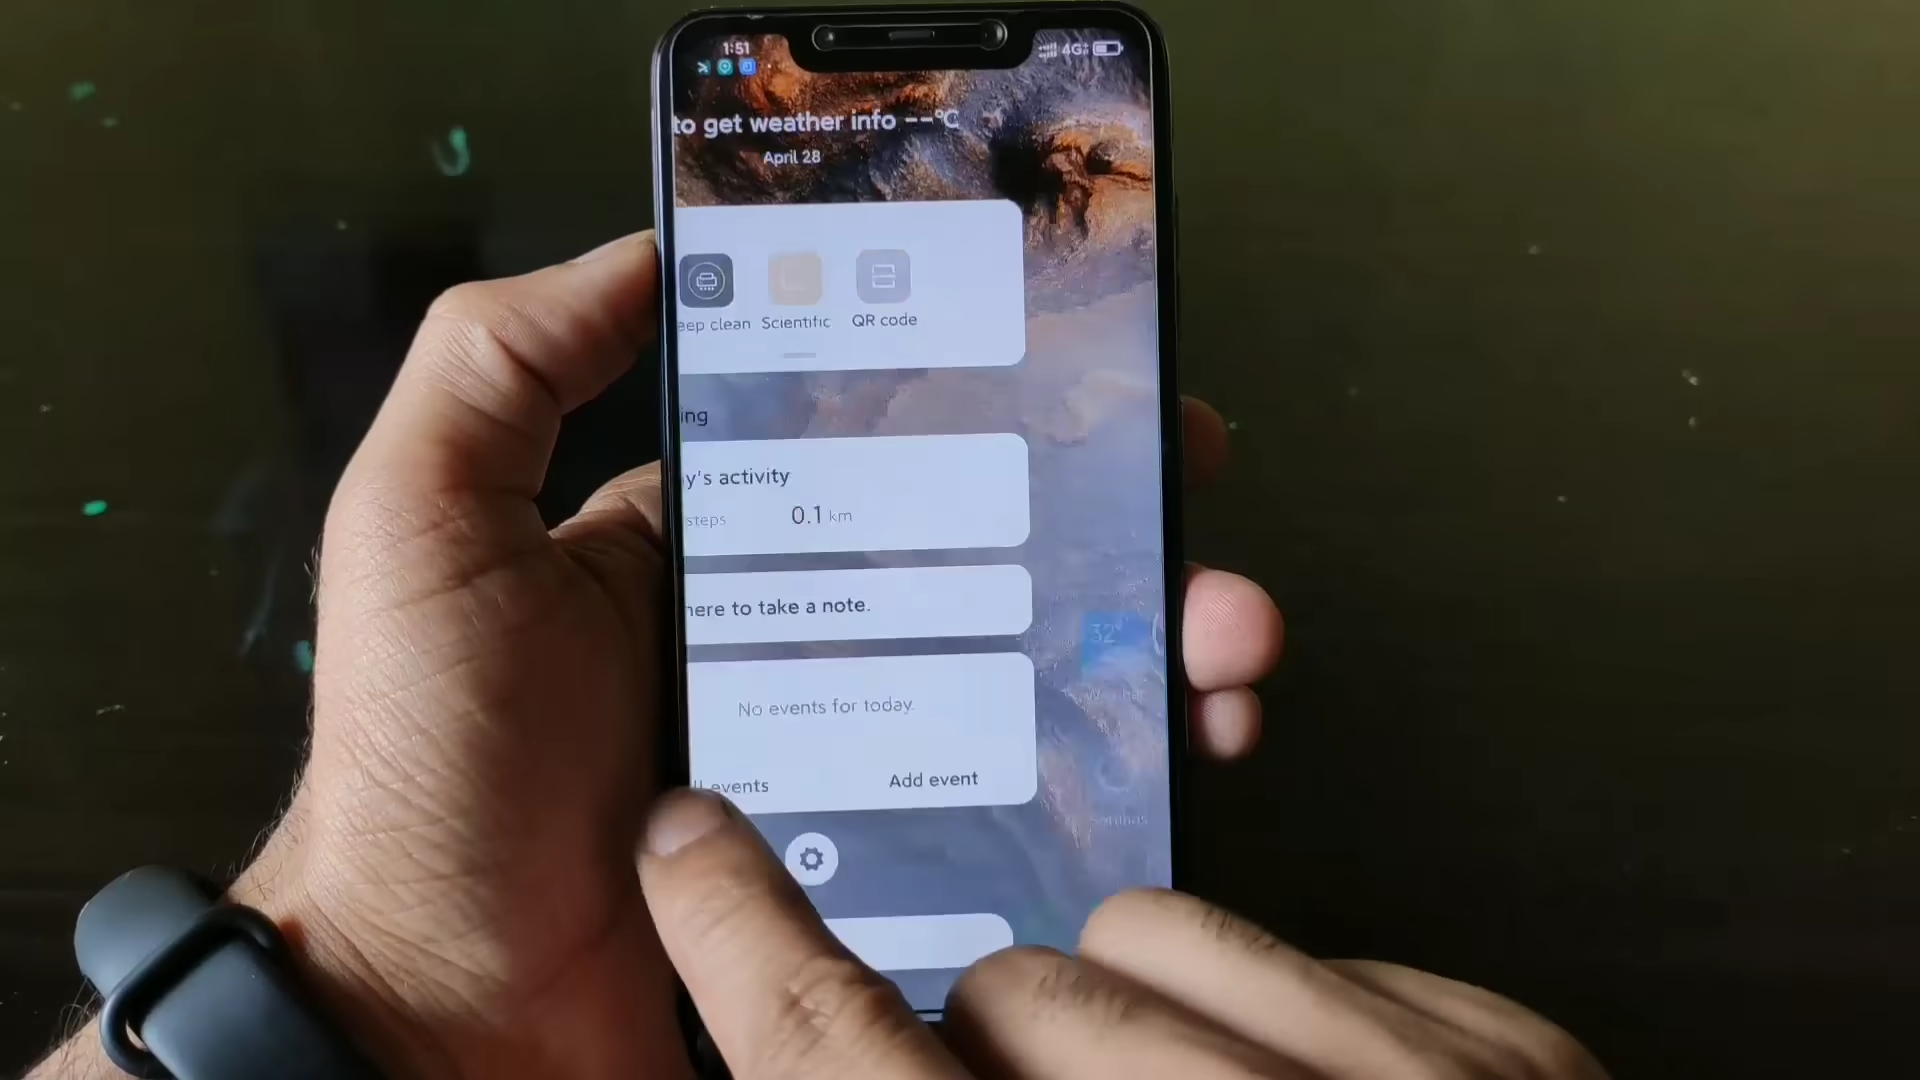 1:51
4G+
to get weather info --°C
April 28
eep clean Scientific QR code
ing
y's activity
steps 0.1 km
here to take a note.
No events for today.
ll events Add event
32°